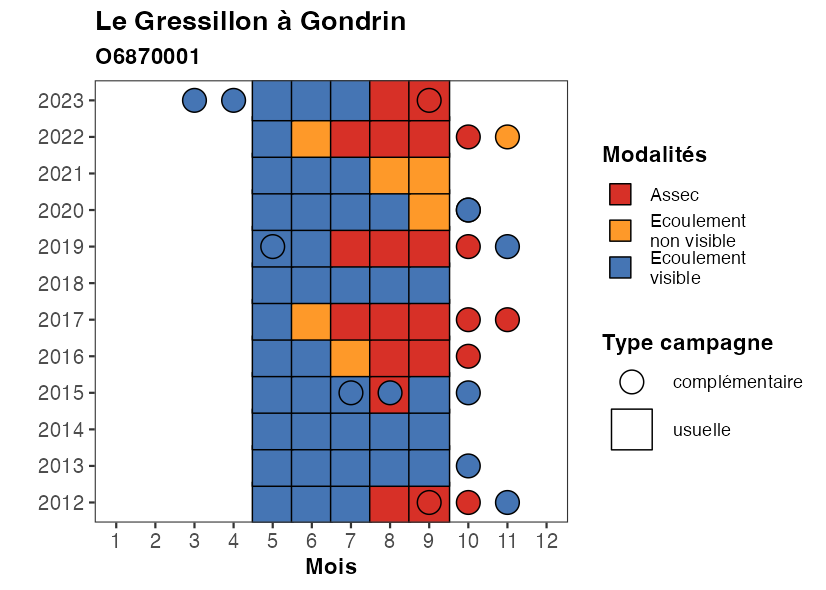 Le Gressillon à Gondrin
O6870001
2023
2022
2021
2020
2019
2018
2017
2016
2015
2014
2013
2012
1 2 3 4 5 6 7 8 9 10 11 12
Mois
Modalités
Assec
Ecoulement
non visible
Ecoulement
visible
Type campagne
complémentaire
usuelle